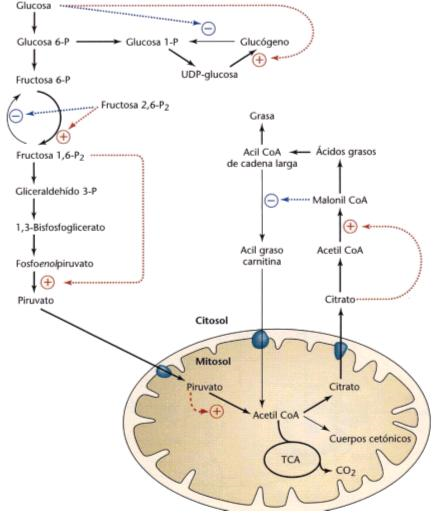 Glucosa
Glucosa 6-P
Glucosa 1-P
Glucógeno
−
+
UDP-glucosa
Fructosa 6-P
Fructosa 2,6-P₂
−
+
Fructosa 1,6-P₂
Gliceraldehído 3-P
1,3-Bisfosfoglicerato
Fosfoenolpiruvato
+
Piruvato
Grasa
Acil CoA
de cadena larga
Ácidos grasos
−
Malonil CoA
+
Acil graso
carnitina
Acetil CoA
Citrato
Citosol
Mitosol
Piruvato
+
Acetil CoA
Citrato
Cuerpos cetónicos
TCA
CO₂